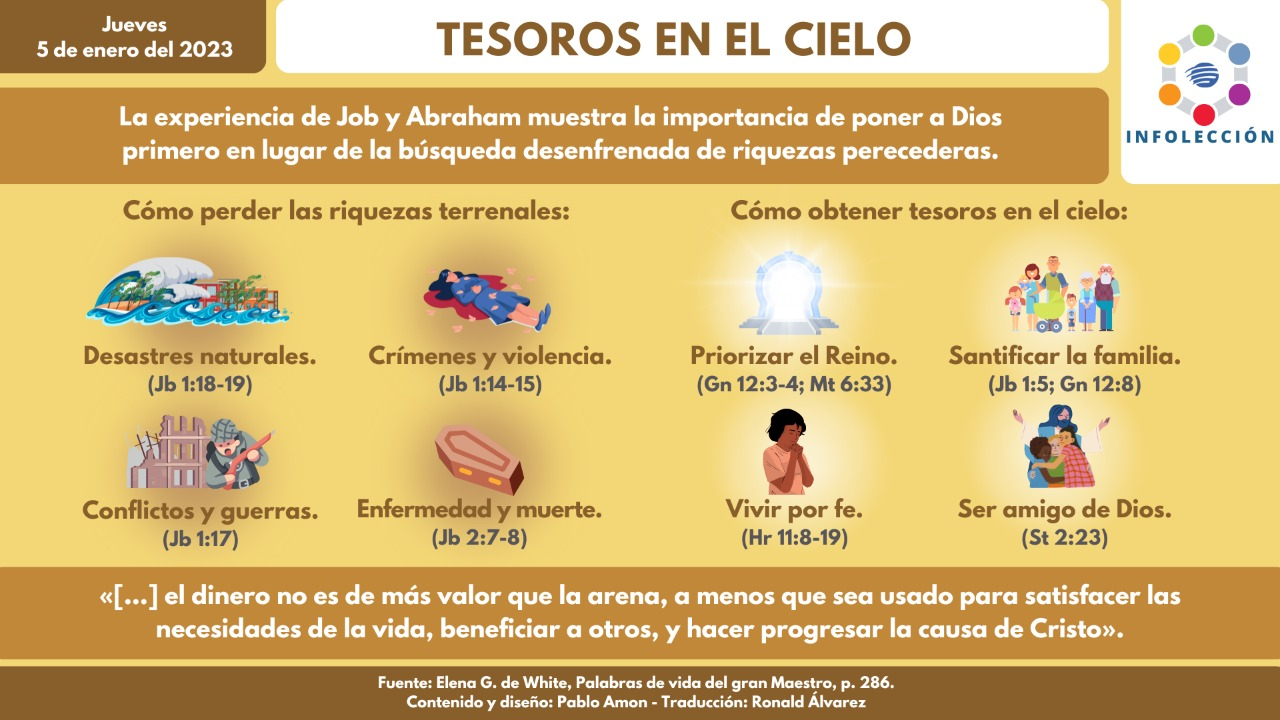 Jueves
5 de enero del 2023
TESOROS EN EL CIELO
INFOLECCIÓN
La experiencia de Job y Abraham muestra la importancia de poner a Dios
primero en lugar de la búsqueda desenfrenada de riquezas perecederas.
Cómo perder las riquezas terrenales:
Desastres naturales.
(Jb 1:18-19)
Crímenes y violencia.
(Jb 1:14-15)
Conflictos y guerras.
(Jb 1:17)
Enfermedad y muerte.
(Jb 2:7-8)
Cómo obtener tesoros en el cielo:
Priorizar el Reino.
(Gn 12:3-4; Mt 6:33)
Santificar la familia.
(Jb 1:5; Gn 12:8)
Vivir por fe.
(Hr 11:8-19)
Ser amigo de Dios.
(St 2:23)
«[...] el dinero no es de más valor que la arena, a menos que sea usado para satisfacer las
necesidades de la vida, beneficiar a otros, y hacer progresar la causa de Cristo».
Fuente: Elena G. de White, Palabras de vida del gran Maestro, p. 286.
Contenido y diseño: Pablo Amon - Traducción: Ronald Álvarez